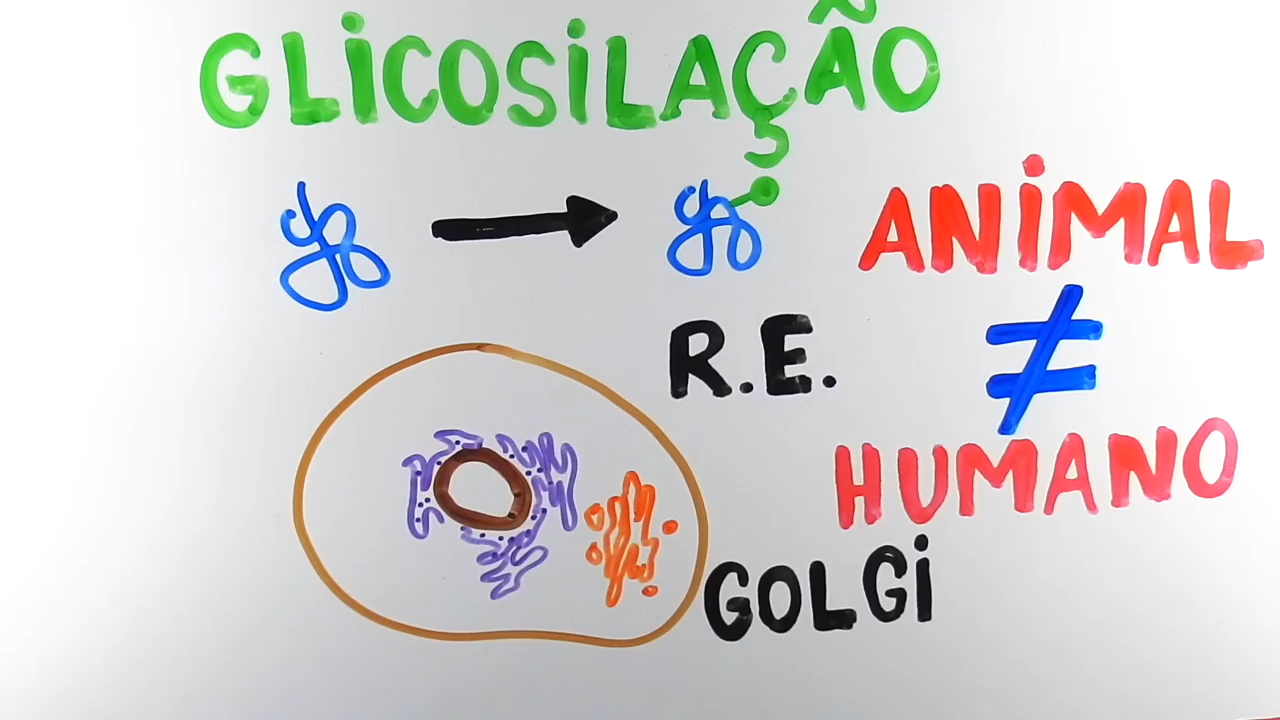 GLiCOSiLAÇÃO
ANiMAL
R.E.
≠
HUMANO
GOLGi